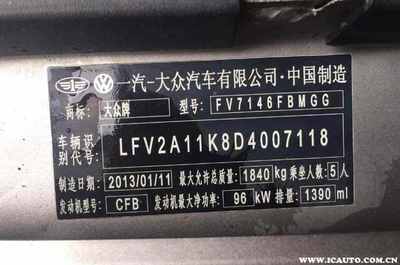 一汽-大众汽车有限公司·中国制造
商标: 大众牌 型号: FV7146FBMGG
车辆识别代号: LFV2A11K8D4007118
制造日期 2013/01/11 最大允许总质量 1840 kg 乘坐人数: 5人
发动机型号 CFB 发动机最大净功率: 96 kW 排量: 1390 ml
www.icauto.com.cn